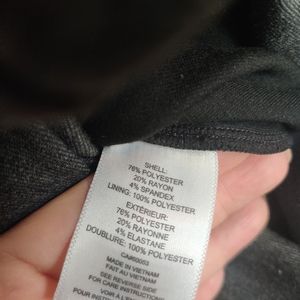 SHELL:
76% POLYESTER
20% RAYON
4% SPANDEX
LINING: 100% POLYESTER
EXTÉRIEUR:
76% POLYESTER
20% RAYONNE
4% ELASTANE
DOUBLURE: 100% POLYESTER
MADE IN VIETNAM
FAIT AU VIETNAM
SEE REVERSE SIDE
FOR CARE INSTRUCTIONS